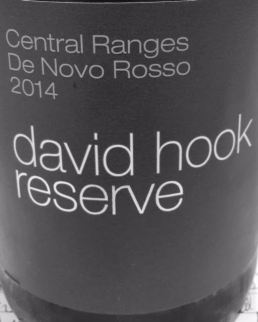 Central Ranges
De Novo Rosso
2014
david hook
reserve